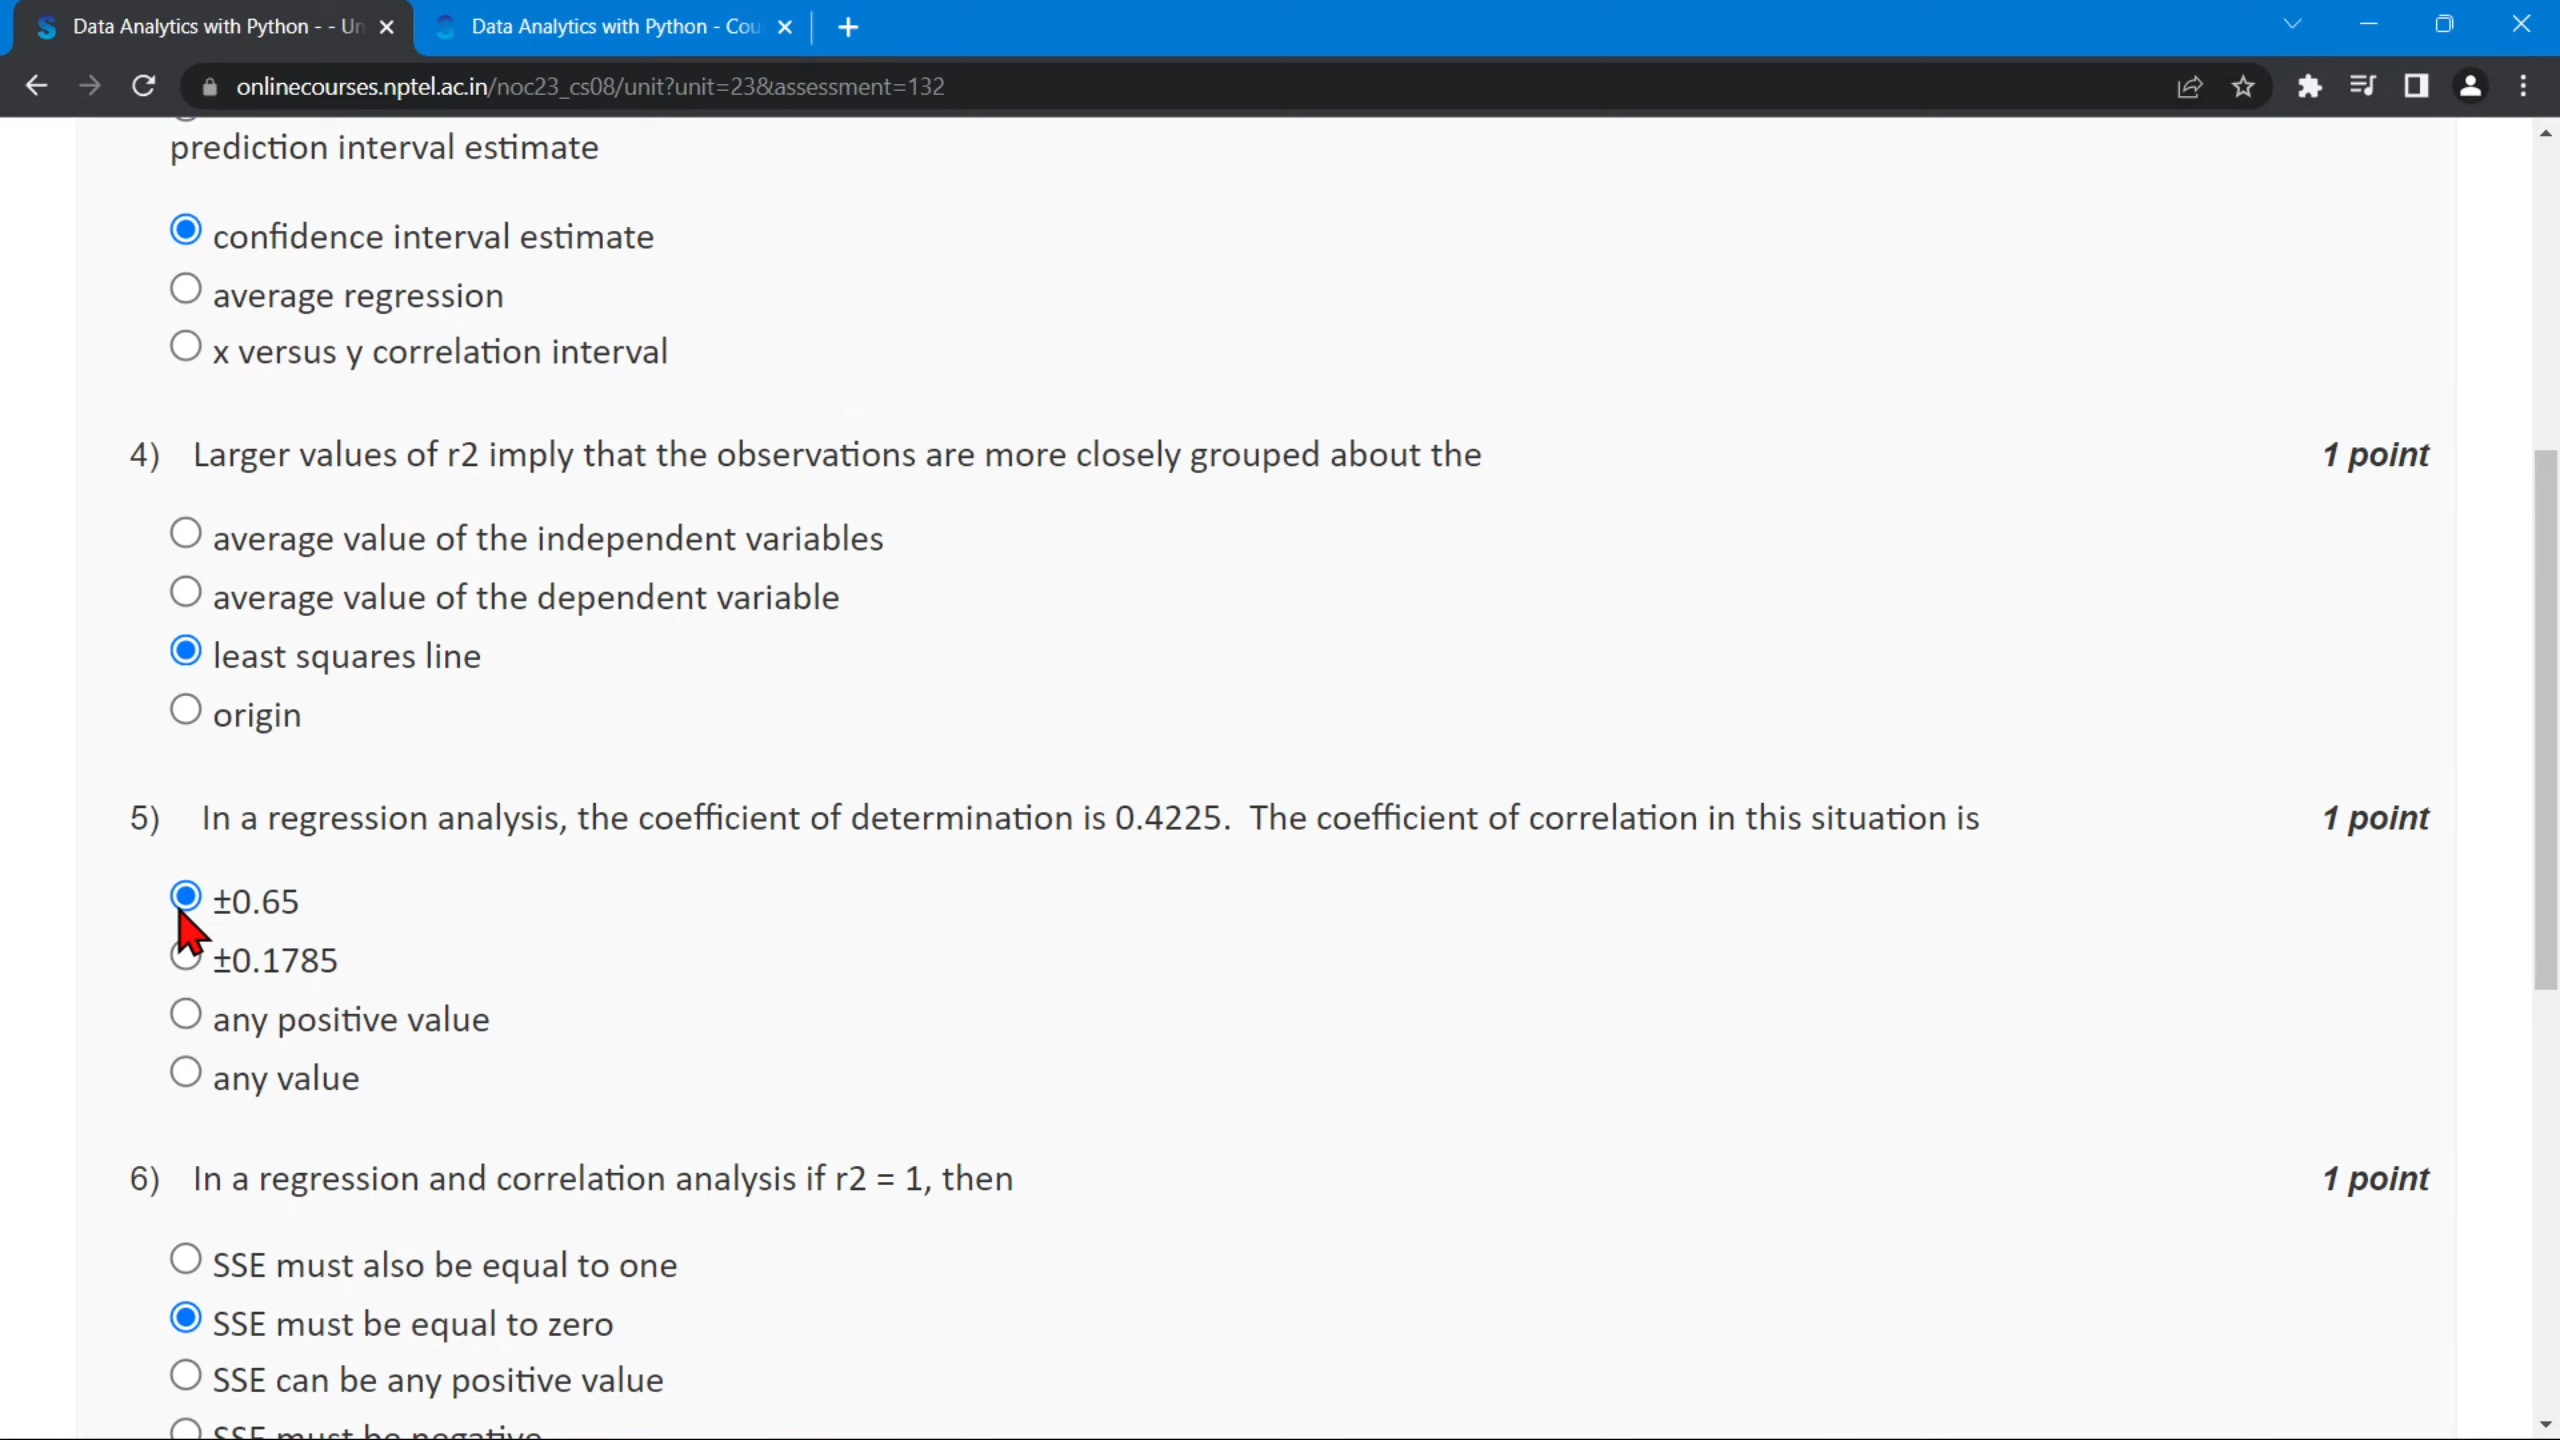 Data Analytics with Python - - Un
Data Analytics with Python - Cou
onlinecourses.nptel.ac.in/noc23_cs08/unit?unit=23&assessment=132
prediction interval estimate
confidence interval estimate
average regression
x versus y correlation interval
4) Larger values of r2 imply that the observations are more closely grouped about the 1 point
average value of the independent variables
average value of the dependent variable
least squares line
origin
5) In a regression analysis, the coefficient of determination is 0.4225. The coefficient of correlation in this situation is 1 point
±0.65
±0.1785
any positive value
any value
6) In a regression and correlation analysis if r2 = 1, then 1 point
SSE must also be equal to one
SSE must be equal to zero
SSE can be any positive value
SSE must be negative